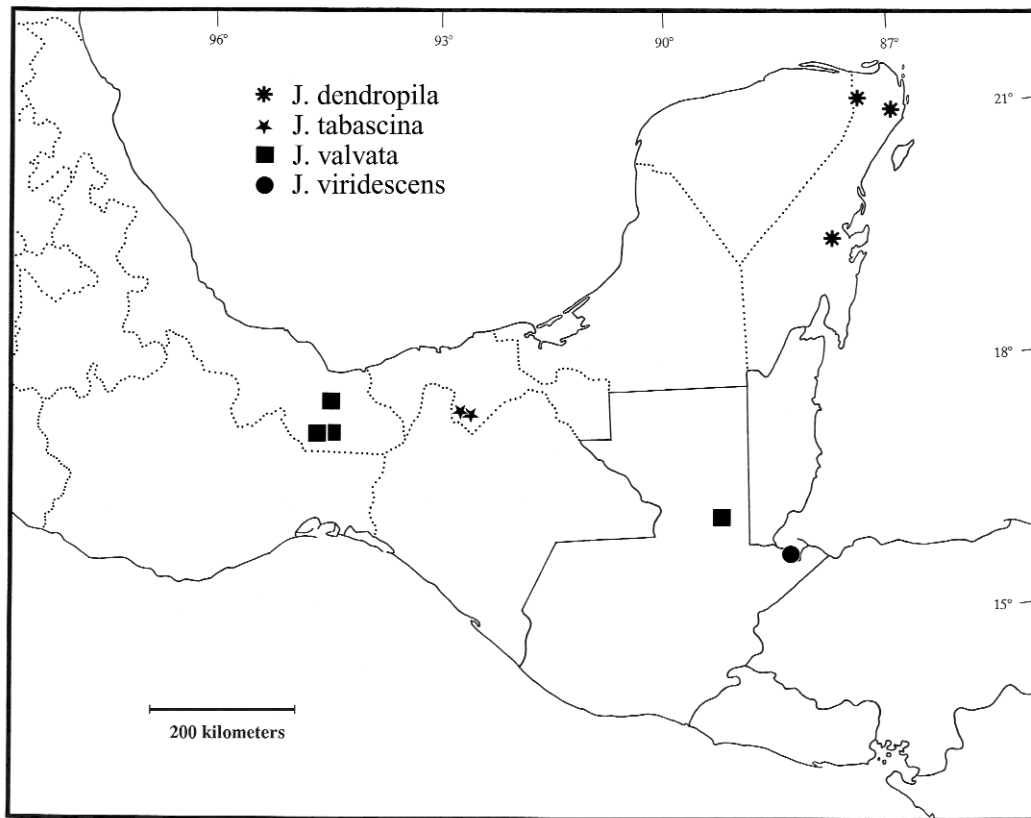 96°
93°
90°
87°
J. dendropila
J. tabascina
J. valvata
J. viridescens
21°
18°
15°
200 kilometers